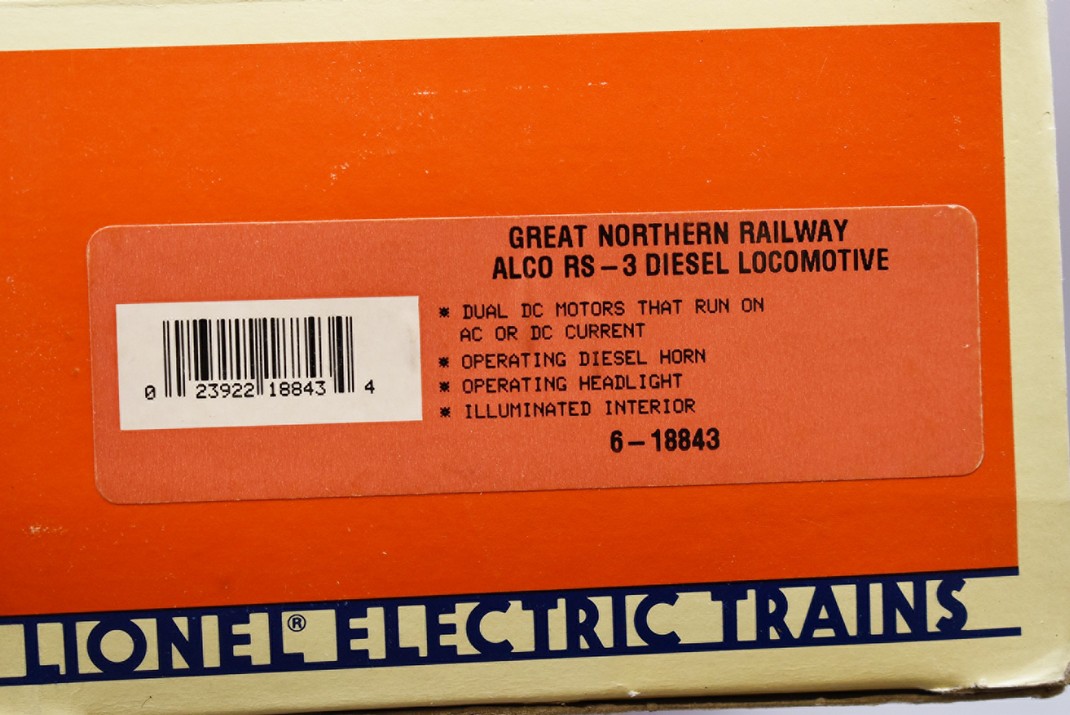 GREAT NORTHERN RAILWAY
ALCO RS-3 DIESEL LOCOMOTIVE
* DUAL DC MOTORS THAT RUN ON
AC OR DC CURRENT
* OPERATING DIESEL HORN
* OPERATING HEADLIGHT
* ILLUMINATED INTERIOR
6-18843
0 23922 18843 4
LIONEL® ELECTRIC TRAINS